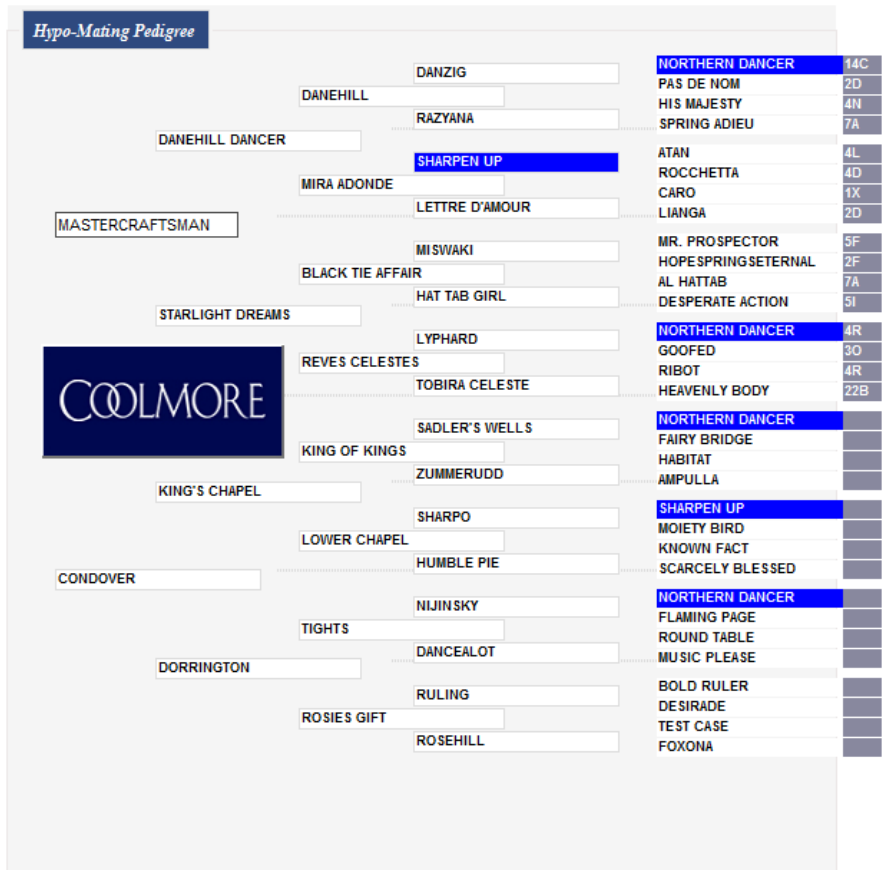 Hypo-Mating Pedigree
NORTHERN DANCER 14C
DANZIG
PAS DE NOM 2D
DANEHILL
HIS MAJESTY 4N
RAZYANA
SPRING ADIEU 7A
DANEHILL DANCER
ATAN 4L
SHARPEN UP
ROCCHETTA 4D
MIRA ADONDE
CARO 1X
LETTRE D'AMOUR
LIANGA 2D
MASTERCRAFTSMAN
MR. PROSPECTOR 5F
MISWAKI
HOPESPRINGSETERNAL 2F
BLACK TIE AFFAIR
AL HATTAB 7A
HAT TAB GIRL
DESPERATE ACTION 5I
STARLIGHT DREAMS
NORTHERN DANCER 4R
LYPHARD
GOOFED 3O
REVES CELESTES
RIBOT 4R
TOBIRA CELESTE
HEAVENLY BODY 22B
COOLMORE
NORTHERN DANCER
SADLER'S WELLS
FAIRY BRIDGE
KING OF KINGS
HABITAT
ZUMMERUDD
AMPULLA
KING'S CHAPEL
SHARPEN UP
SHARPO
MOIETY BIRD
LOWER CHAPEL
KNOWN FACT
HUMBLE PIE
SCARCELY BLESSED
CONDOVER
NORTHERN DANCER
NIJINSKY
FLAMING PAGE
TIGHTS
ROUND TABLE
DANCEALOT
MUSIC PLEASE
DORRINGTON
BOLD RULER
RULING
DESIRADE
ROSIES GIFT
TEST CASE
ROSEHILL
FOXONA